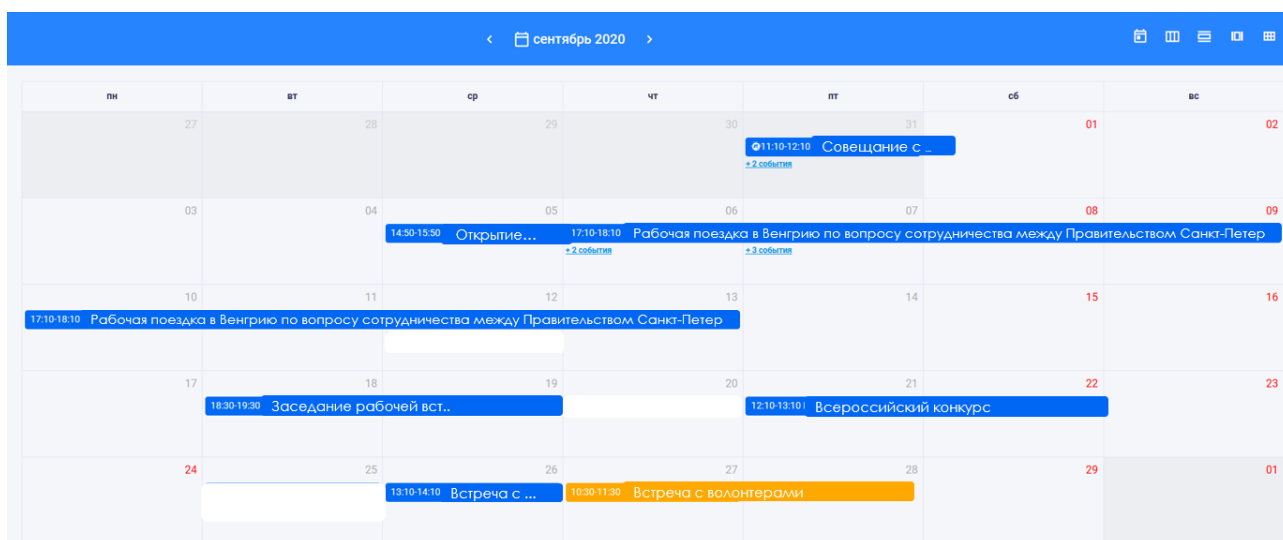 сентябрь 2020
пн вт ср чт пт сб вс
27 28 29 30 31 01 02
11:10-12:10 Совещание с ..
+ 2 события
03 04 05 06 07 08 09
14:50-15:50 Открытие... 17:10-18:10 Рабочая поездка в Венгрию по вопросу сотрудничества между Правительством Санкт-Петер
+ 2 события + 3 события
10 11 12 13 14 15 16
17:10-18:10 Рабочая поездка в Венгрию по вопросу сотрудничества между Правительством Санкт-Петер
17 18 19 20 21 22 23
18:30-19:30 Заседание рабочей вст.. 12:10-13:10 Всероссийский конкурс
24 25 26 27 28 29 01
13:10-14:10 Встреча с ... 10:30-11:30 Встреча с волонтерами